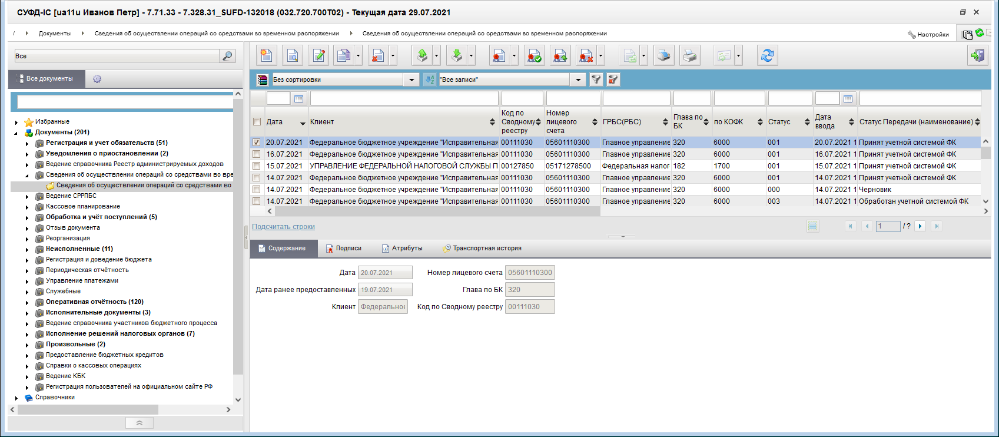 СУФД-IC [ua11u Иванов Петр] - 7.71.33 - 7.328.31_SUFD-132018 (032.720.700T02) - Текущая дата 29.07.2021
/ Документы Сведения об осуществлении операций со средствами во временном распоряжении Сведения об осуществлении операций со средствами во временном распоряжении
Настройки
Все
Все документы
Избранные
Документы (201)
Регистрация и учет обязательств (51)
Уведомления о приостановлении (2)
Ведение справочника Реестр администрируемых доходов
Сведения об осуществлении операций со средствами во вре
Сведения об осуществлении операций со средствами во
Ведение СРРПБС
Кассовое планирование
Обработка и учёт поступлений (5)
Отзыв документа
Реорганизация
Неисполненные (11)
Регистрация и доведение бюджета
Периодическая отчётность
Управление платежами
Служебные
Оперативная отчётность (120)
Исполнительные документы (3)
Ведение справочника участников бюджетного процесса
Исполнение решений налоговых органов (7)
Произвольные (2)
Предоставление бюджетных кредитов
Справки о кассовых операциях
Ведение КБК
Регистрация пользователей на официальном сайте РФ
Справочники
Без сортировки
"Все записи"
Дата Клиент Код по Сводному реестру Номер лицевого счета ГРБС(РБС) Глава по БК по КОФК Статус Дата ввода Статус Передачи (наименование)
20.07.2021 Федеральное бюджетное учреждение "Исправительная 00111030 05601110300 Главное управление 320 6000 001 20.07.2021 1 Принят учетной системой ФК
16.07.2021 Федеральное бюджетное учреждение "Исправительная 00111030 05601110300 Главное управление 320 6000 001 16.07.2021 1 Принят учетной системой ФК
15.07.2021 УПРАВЛЕНИЕ ФЕДЕРАЛЬНОЙ НАЛОГОВОЙ СЛУЖБЫ П 00127850 05171278500 Федеральная налог 182 1700 001 15.07.2021 1 Принят учетной системой ФК
14.07.2021 Федеральное бюджетное учреждение "Исправительная 00111030 05601110300 Главное управление 320 6000 001 14.07.2021 1 Принят учетной системой ФК
14.07.2021 Федеральное бюджетное учреждение "Исправительная 00111030 05601110300 Главное управление 320 6000 000 14.07.2021 1 Черновик
14.07.2021 Федеральное бюджетное учреждение "Исправительная 00111030 05601110300 Главное управление 320 6000 003 14.07.2021 1 Обработан учетной системой ФК
Подсчитать строки
1 / ?
Содержание Подписи Атрибуты Транспортная история
Дата 20.07.2021 Номер лицевого счета 05601110300
Дата ранее предоставленных 19.07.2021 Глава по БК 320
Клиент Федерально Код по Сводному реестру 00111030